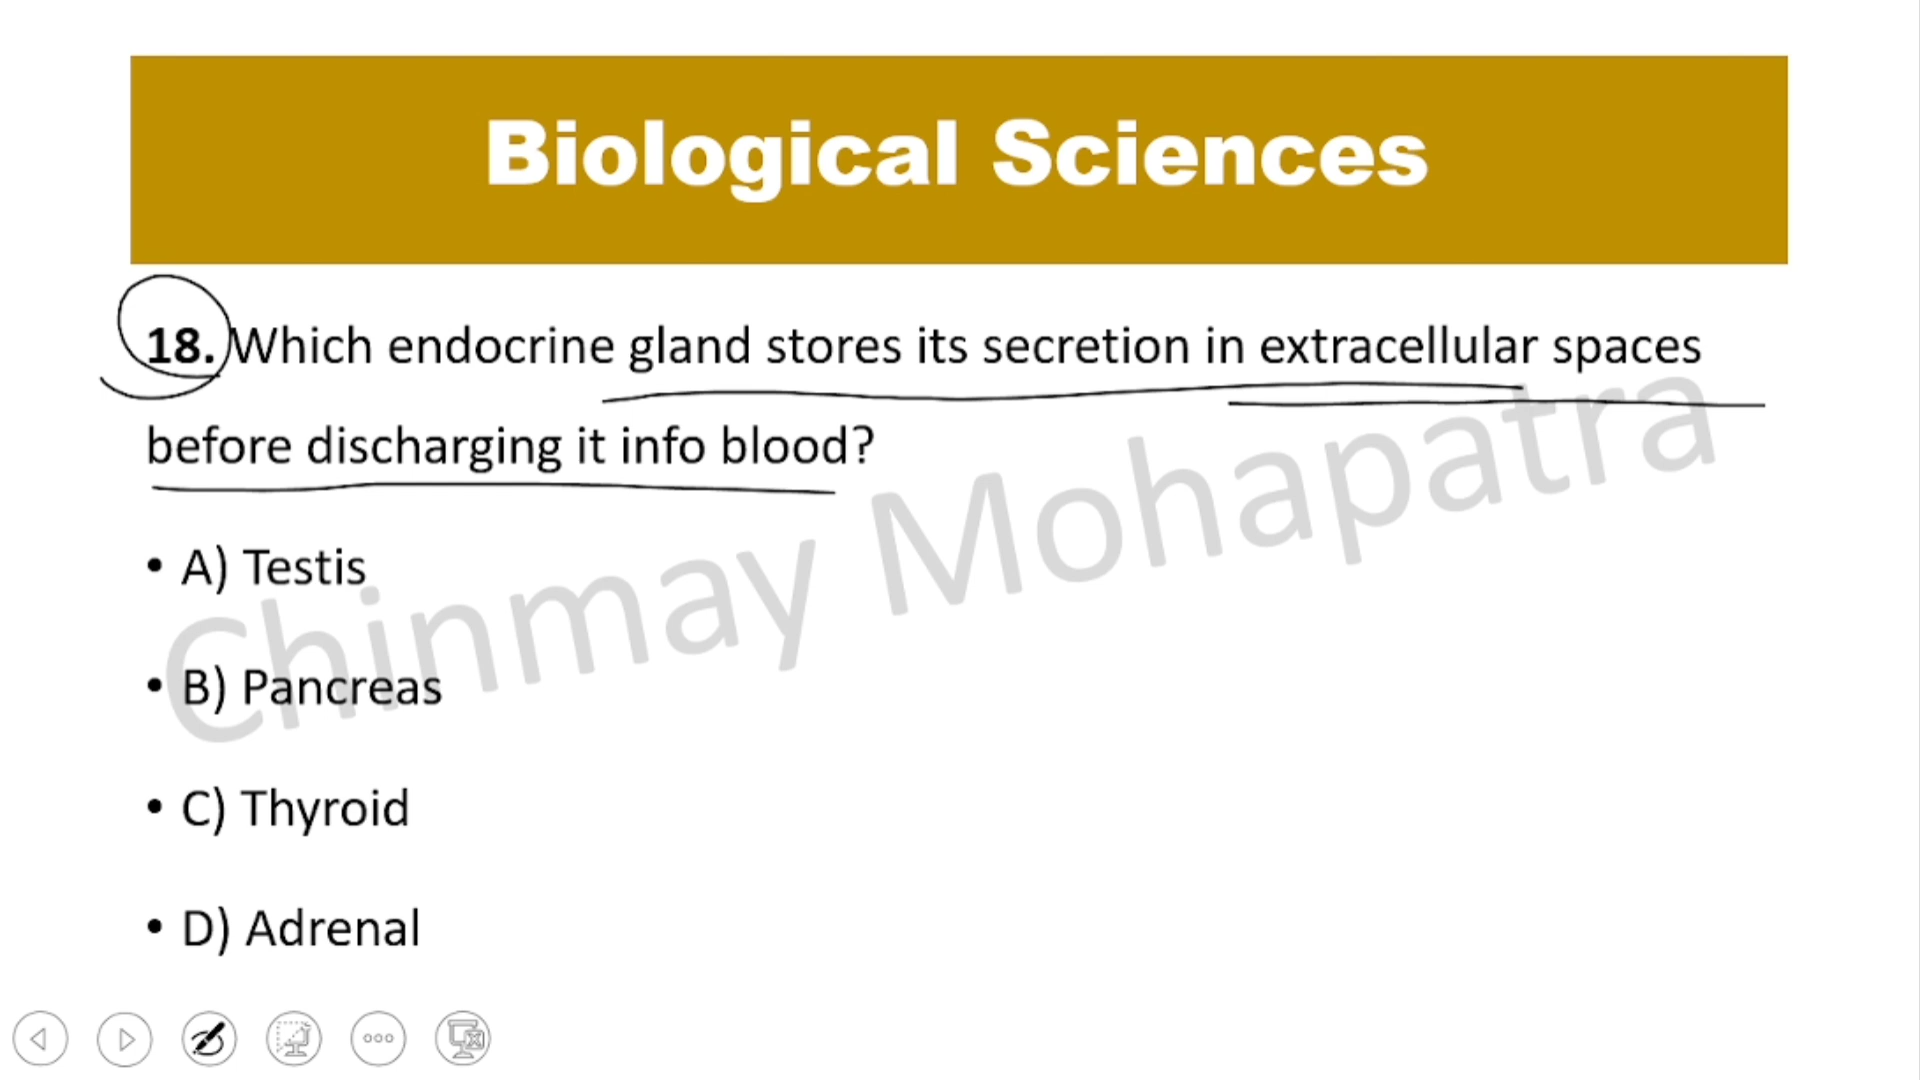 Biological Sciences
18. Which endocrine gland stores its secretion in extracellular spaces
before discharging it info blood?
• A) Testis
• B) Pancreas
• C) Thyroid
• D) Adrenal
Chinmay Mohapatra